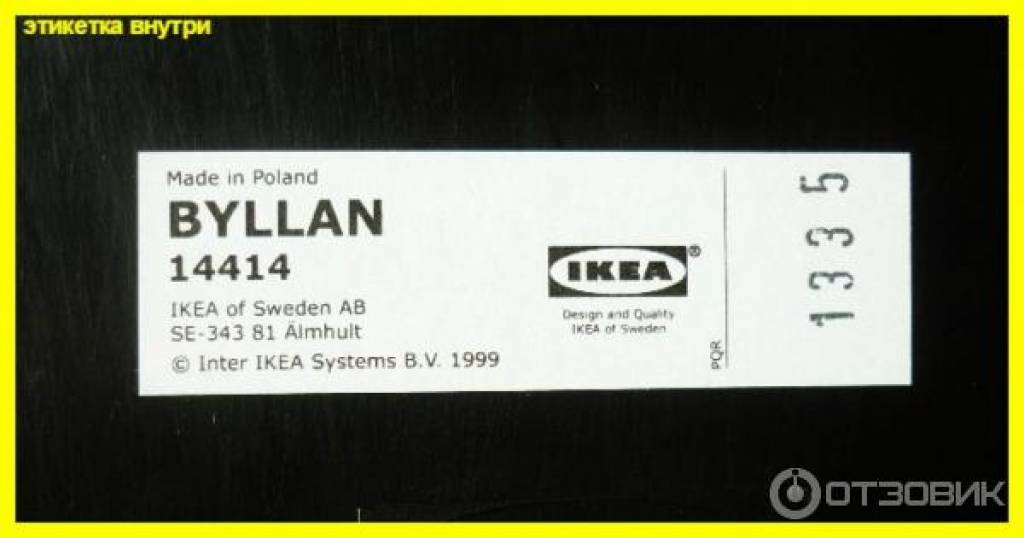 этикетка внутри
Made in Poland
BYLLAN
14414
IKEA of Sweden AB
SE-343 81 Älmhult
© Inter IKEA Systems B.V. 1999
IKEA®
Design and Quality
IKEA of Sweden
PQR
1335
ОТЗОВИК